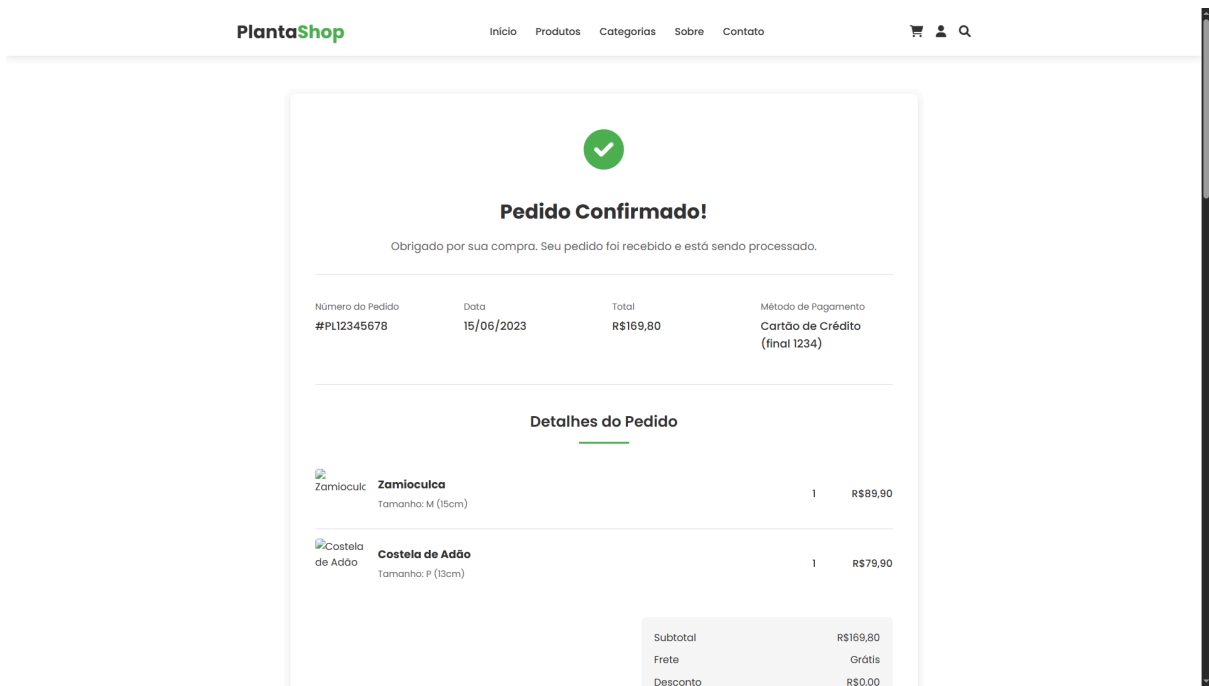 PlantaShop
Início Produtos Categorias Sobre Contato
Pedido Confirmado!
Obrigado por sua compra. Seu pedido foi recebido e está sendo processado.
Número do Pedido Data Total Método de Pagamento
#PL12345678 15/06/2023 R$169,80 Cartão de Crédito
(final 1234)
Detalhes do Pedido
Zamioculc
Zamioculca
Tamanho: M (15cm)
1 R$89,90
Costela
de Adão
Costela de Adão
Tamanho: P (13cm)
1 R$79,90
Subtotal R$169,80
Frete Grátis
Desconto R$0,00